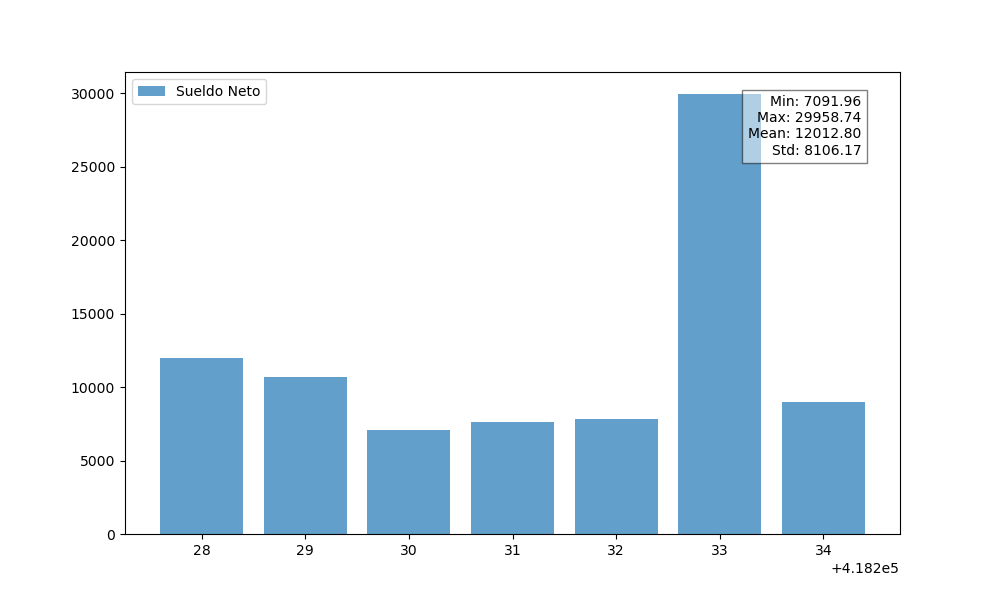 Sueldo Neto
Min: 7091.96
Max: 29958.74
Mean: 12012.80
Std: 8106.17
30000
25000
20000
15000
10000
5000
0
28 29 30 31 32 33 34
+4.182e5